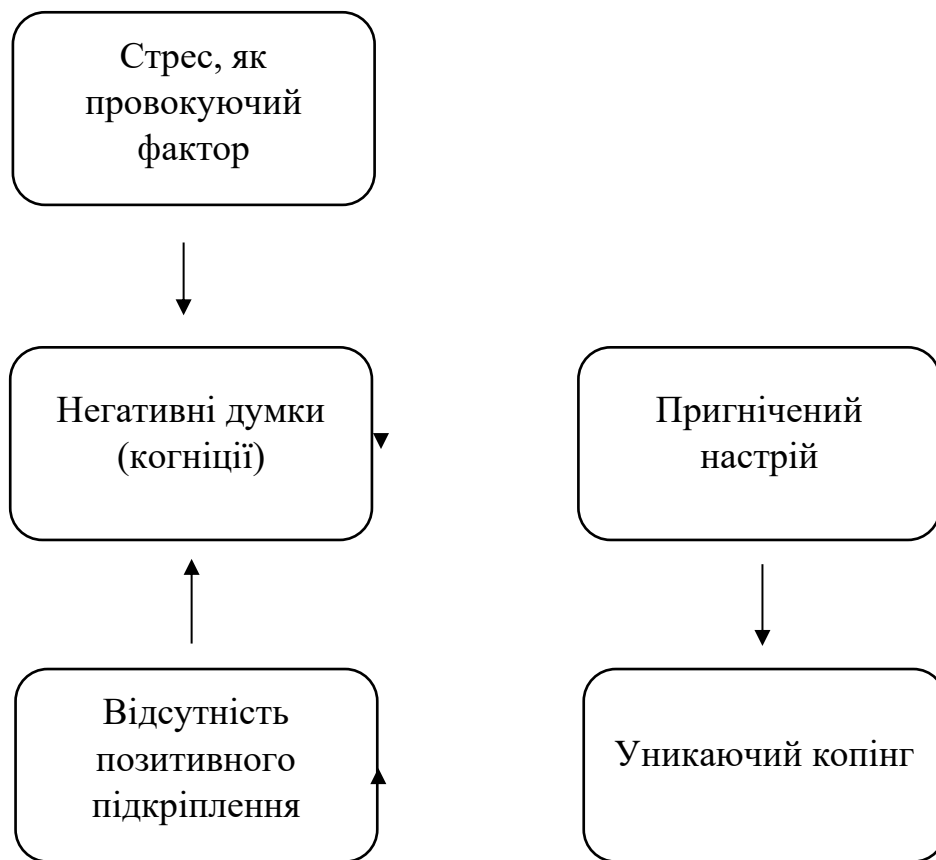 Стрес, як
провокуючий
фактор
Негативні думки
(когніції)
Пригнічений
настрій
Відсутність
позитивного
підкріплення
Уникаючий копінг